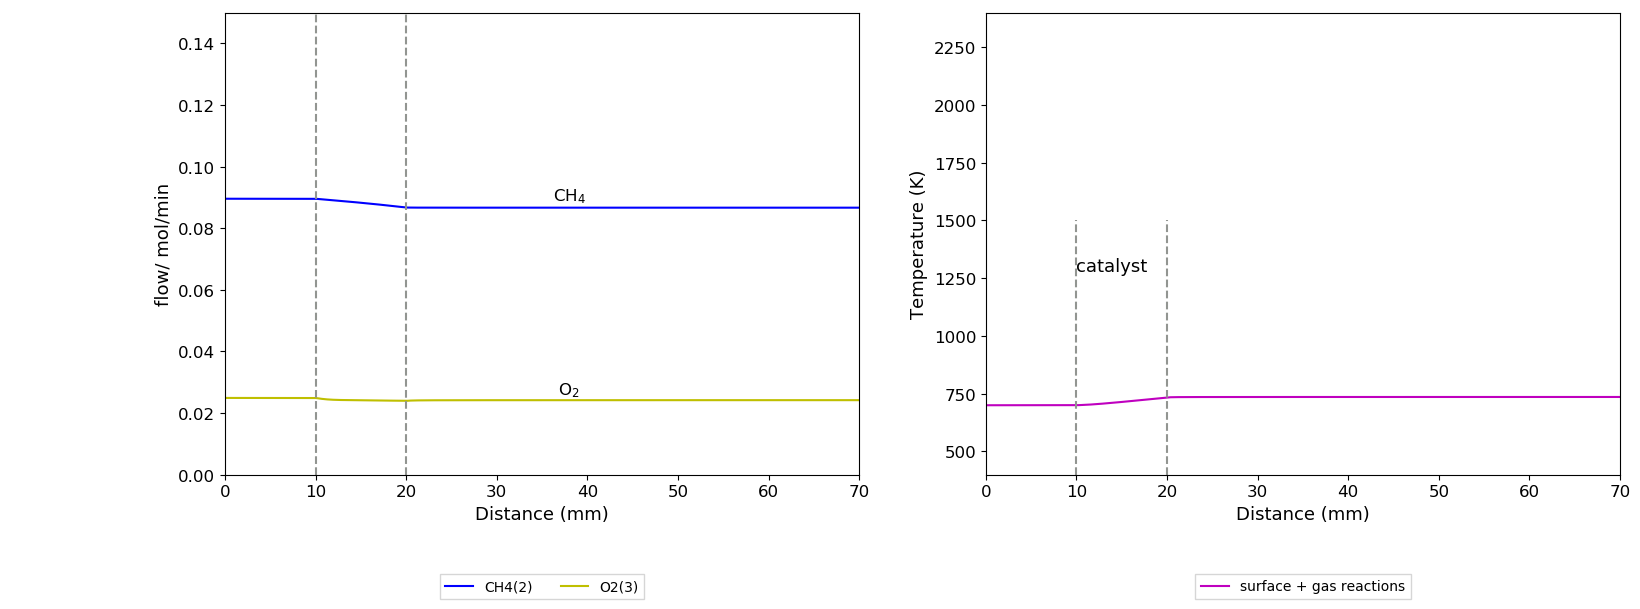 0.14
0.12
0.10
0.08
0.06
0.04
0.02
0.00
flow/ mol/min
CH₄
O₂
0 10 20 30 40 50 60 70
Distance (mm)
CH4(2) O2(3)
2250
2000
1750
1500
1250
1000
750
500
Temperature (K)
catalyst
0 10 20 30 40 50 60 70
Distance (mm)
surface + gas reactions